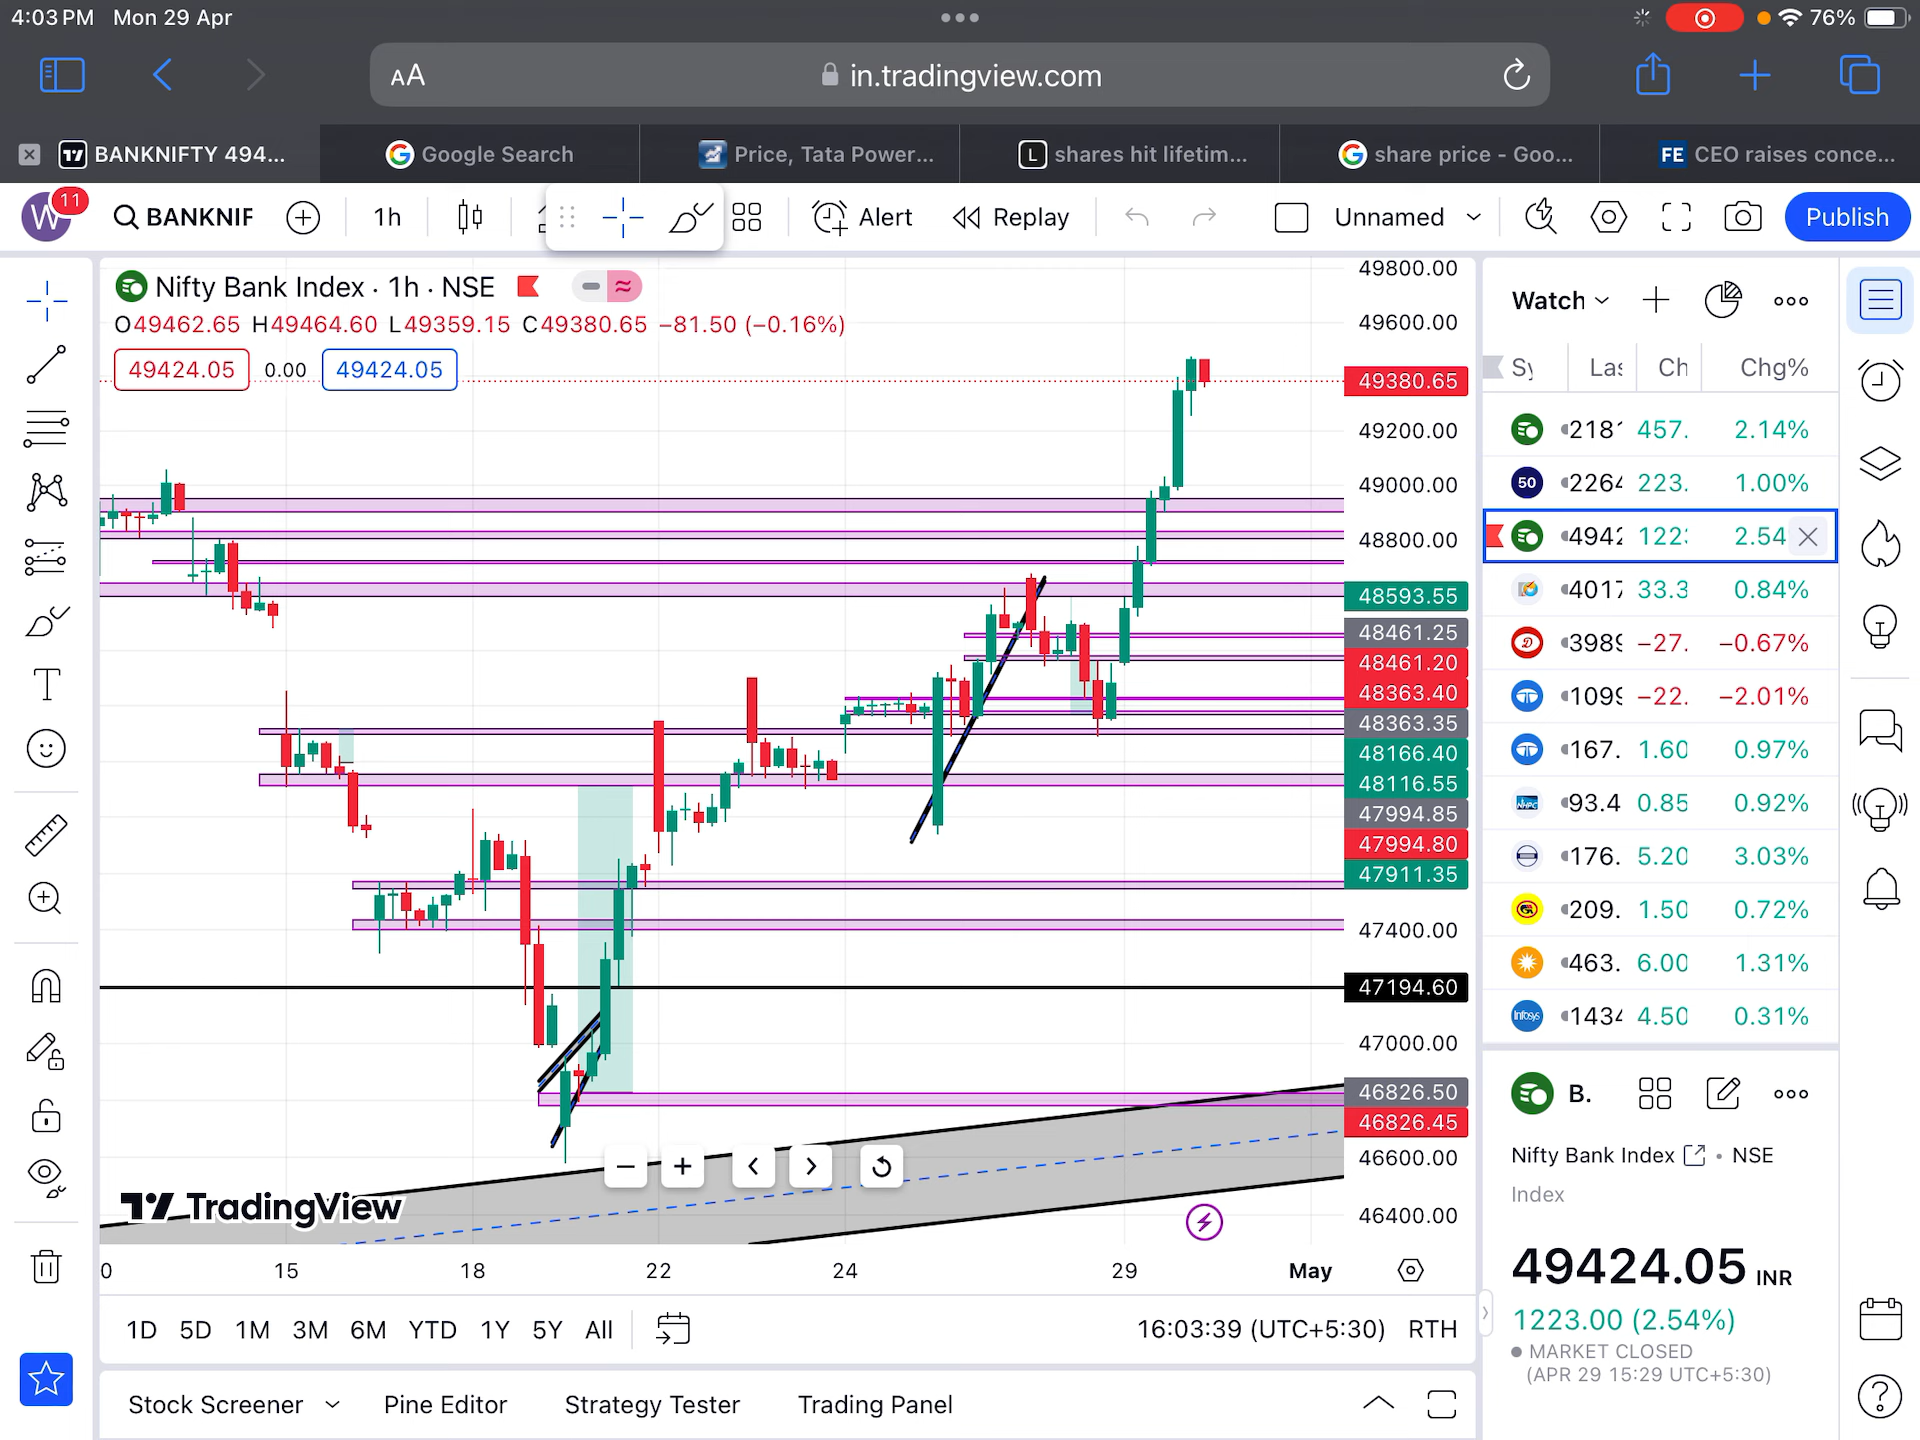 4:03 PM Mon 29 Apr
76%
AA in.tradingview.com
BANKNIFTY 494...
Google Search
Price, Tata Power...
L shares hit lifetim...
share price - Goo...
FE CEO raises conce...
W 11 BANKNIF 1h Alert Replay Unnamed Publish
Nifty Bank Index · 1h · NSE
O49462.65 H49464.60 L49359.15 C49380.65 −81.50 (−0.16%)
49424.05 0.00 49424.05
49800.00
49600.00
49380.65
49200.00
49000.00
48800.00
48593.55
48461.25
48461.20
48363.40
48363.35
48166.40
48116.55
47994.85
47994.80
47911.35
47400.00
47194.60
47000.00
46826.50
46826.45
46600.00
46400.00
TradingView
0 15 18 22 24 29 May
1D 5D 1M 3M 6M YTD 1Y 5Y All
16:03:39 (UTC+5:30) RTH
Stock Screener Pine Editor Strategy Tester Trading Panel
Watch
Sy Las Ch Chg%
2181 457. 2.14%
50 2264 223. 1.00%
4942 122 2.54
4017 33.3 0.84%
3989 −27. −0.67%
1099 −22. −2.01%
167. 1.60 0.97%
93.4 0.85 0.92%
176. 5.20 3.03%
209. 1.50 0.72%
463. 6.00 1.31%
Infosys 1434 4.50 0.31%
B.
Nifty Bank Index • NSE
Index
49424.05 INR
1223.00 (2.54%)
MARKET CLOSED
(APR 29 15:29 UTC+5:30)